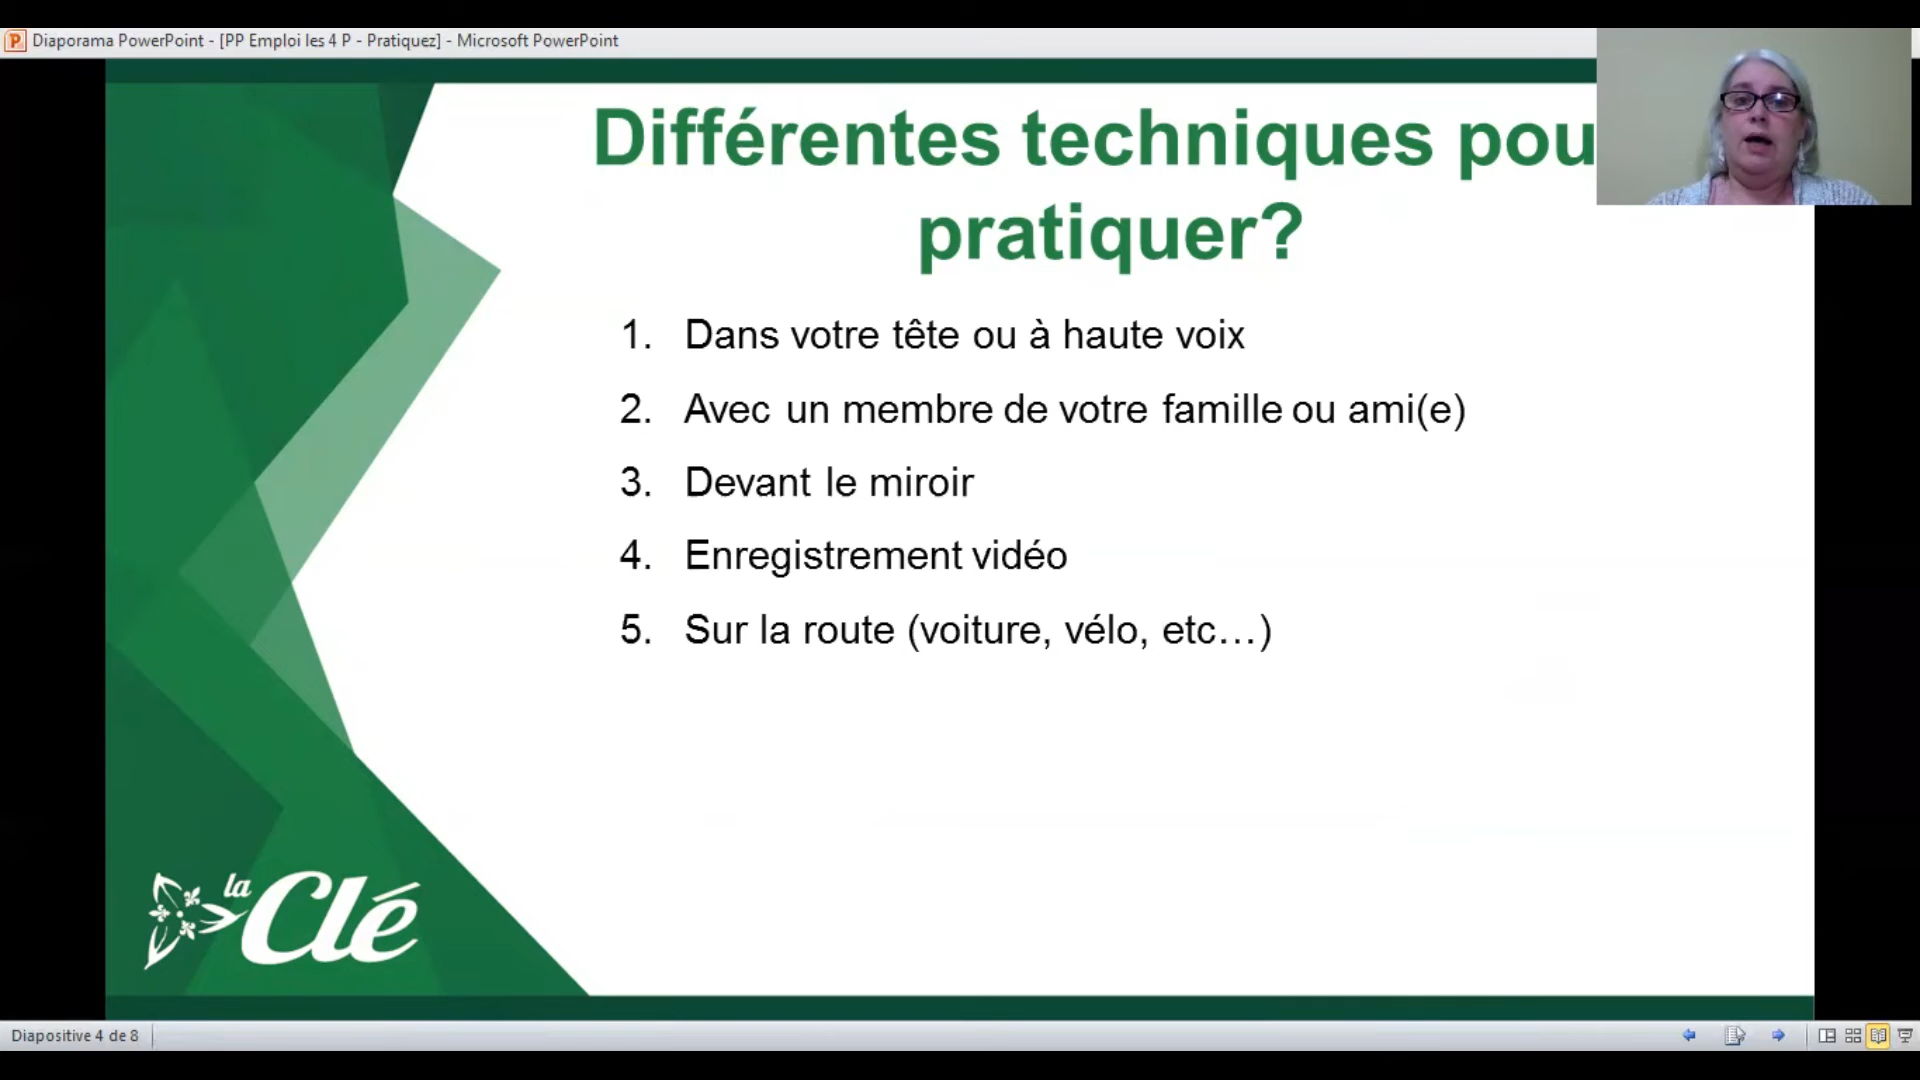 Diaporama PowerPoint - [PP Emploi les 4 P - Pratiquez] - Microsoft PowerPoint
Différentes techniques pou
pratiquer?
1. Dans votre tête ou à haute voix
2. Avec un membre de votre famille ou ami(e)
3. Devant le miroir
4. Enregistrement vidéo
5. Sur la route (voiture, vélo, etc…)
la Clé
Diapositive 4 de 8